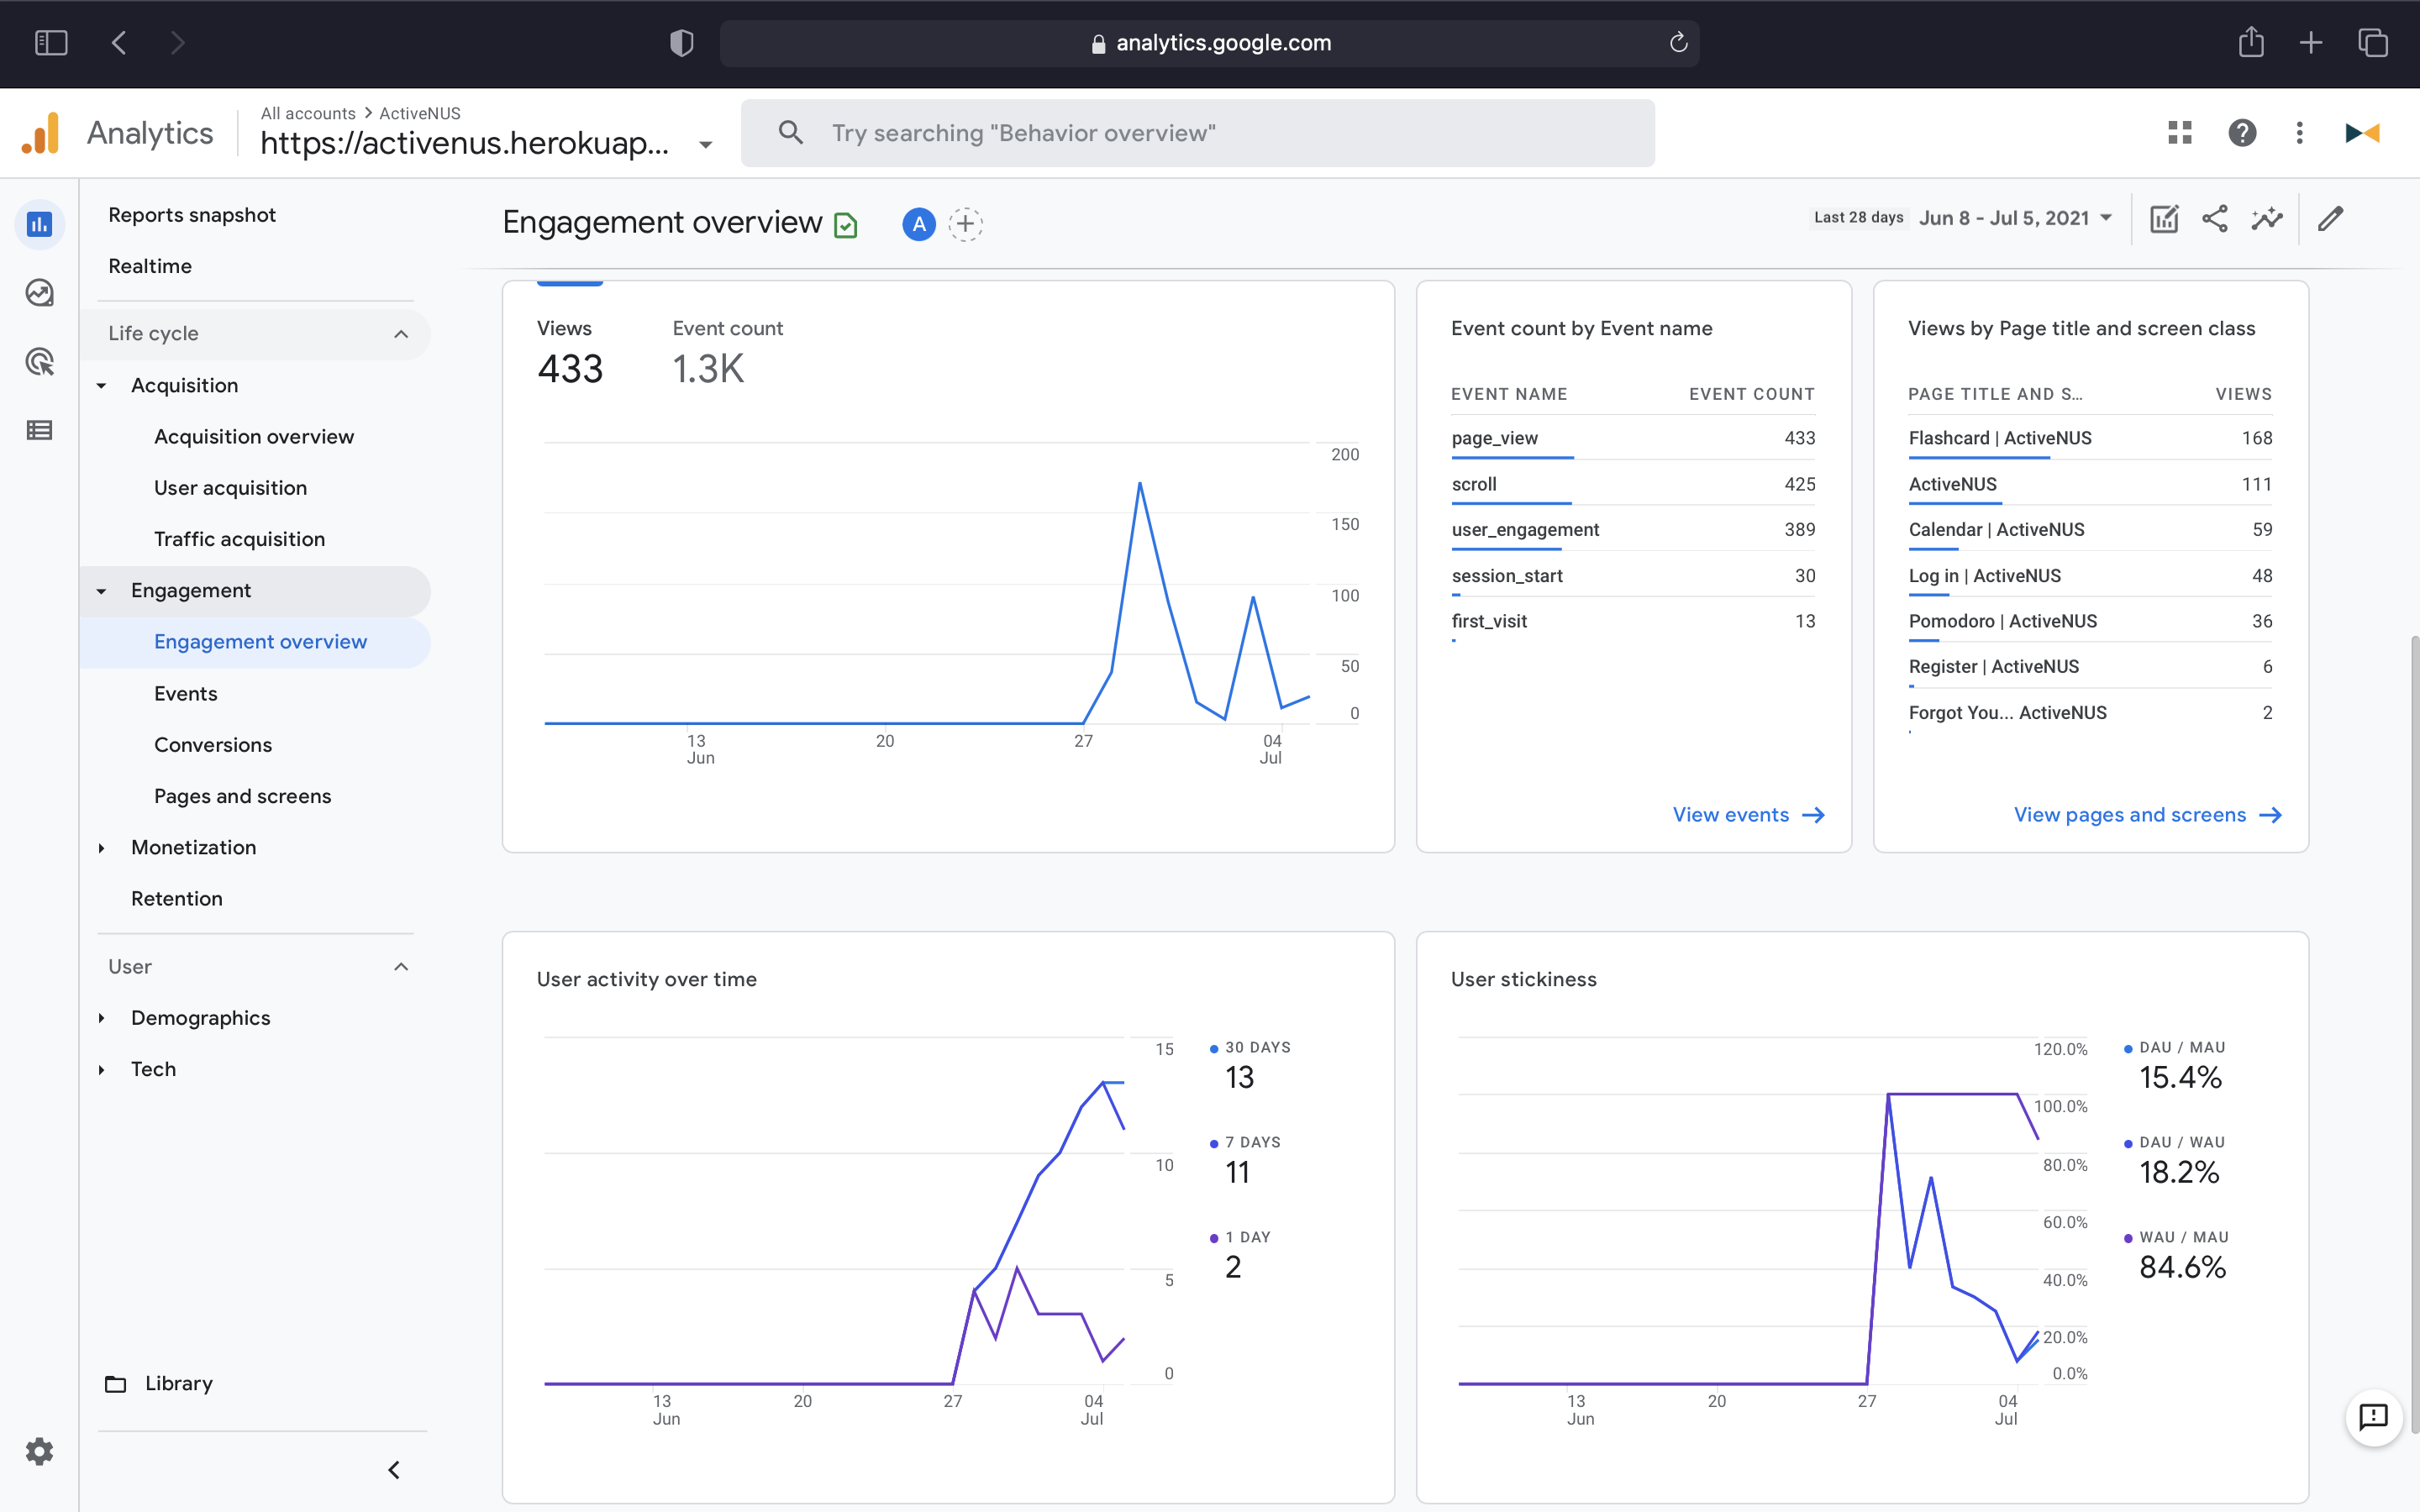 analytics.google.com
Analytics
All accounts > ActiveNUS
https://activenus.herokuap...
Try searching "Behavior overview"
Reports snapshot
Realtime
Life cycle
Acquisition
Acquisition overview
User acquisition
Traffic acquisition
Engagement
Engagement overview
Events
Conversions
Pages and screens
Monetization
Retention
User
Demographics
Tech
Library
Engagement overview
A
Last 28 days Jun 8 - Jul 5, 2021
Views
433
Event count
1.3K
200
150
100
50
0
13
Jun
20
27
04
Jul
Event count by Event name
EVENT NAME EVENT COUNT
page_view 433
scroll 425
user_engagement 389
session_start 30
first_visit 13
View events
Views by Page title and screen class
PAGE TITLE AND S... VIEWS
Flashcard | ActiveNUS 168
ActiveNUS 111
Calendar | ActiveNUS 59
Log in | ActiveNUS 48
Pomodoro | ActiveNUS 36
Register | ActiveNUS 6
Forgot You... ActiveNUS 2
View pages and screens
User activity over time
15
10
5
0
13
Jun
20
27
04
Jul
30 DAYS
13
7 DAYS
11
1 DAY
2
User stickiness
120.0%
100.0%
80.0%
60.0%
40.0%
20.0%
0.0%
13
Jun
20
27
04
Jul
DAU / MAU
15.4%
DAU / WAU
18.2%
WAU / MAU
84.6%